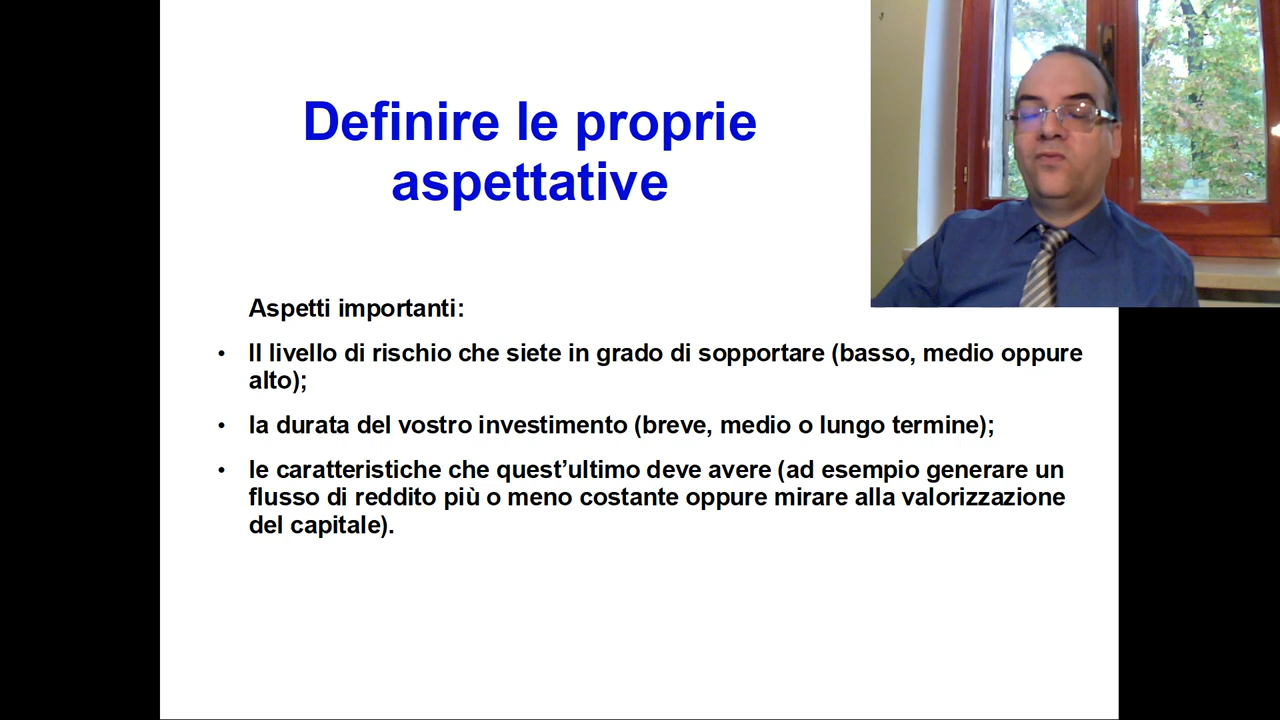 Definire le proprie
aspettative
Aspetti importanti:
• Il livello di rischio che siete in grado di sopportare (basso, medio oppure
alto);
• la durata del vostro investimento (breve, medio o lungo termine);
• le caratteristiche che quest’ultimo deve avere (ad esempio generare un
flusso di reddito più o meno costante oppure mirare alla valorizzazione
del capitale).